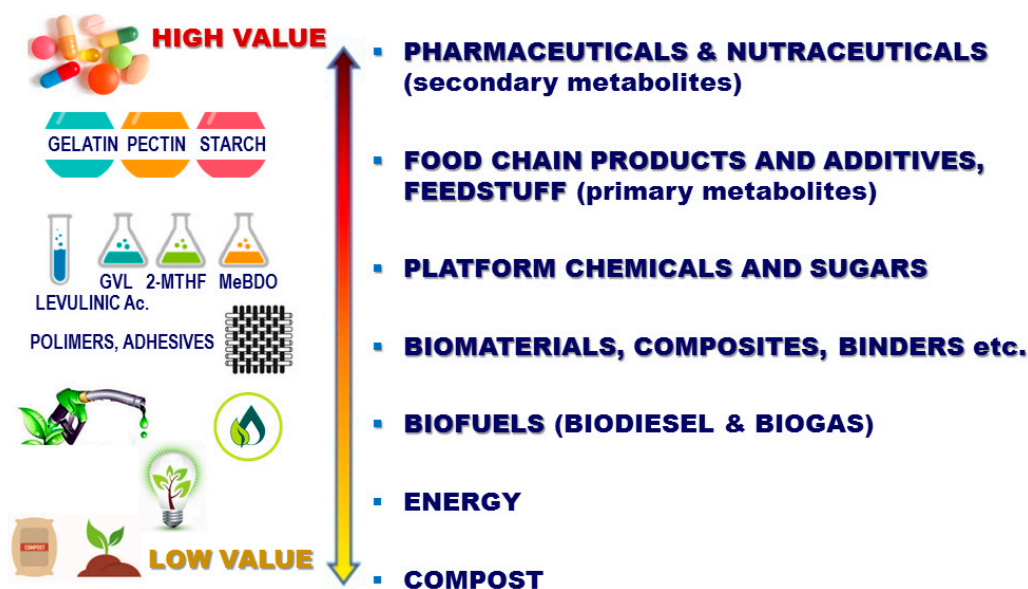 HIGH VALUE
PHARMACEUTICALS & NUTRACEUTICALS
(secondary metabolites)
GELATIN PECTIN STARCH
FOOD CHAIN PRODUCTS AND ADDITIVES,
FEEDSTUFF (primary metabolites)
GVL 2-MTHF MeBDO
LEVULINIC Ac.
PLATFORM CHEMICALS AND SUGARS
POLIMERS, ADHESIVES
BIOMATERIALS, COMPOSITES, BINDERS etc.
BIOFUELS (BIODIESEL & BIOGAS)
ENERGY
COMPOST
LOW VALUE
COMPOST